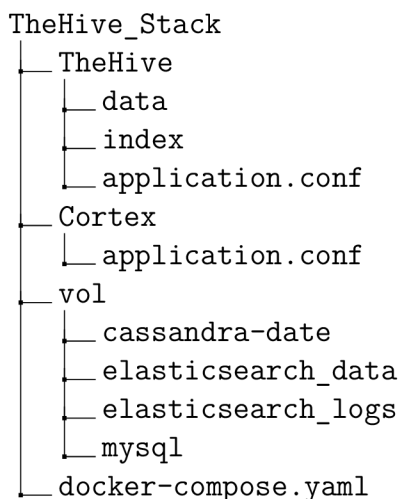 TheHive_Stack
TheHive
data
index
application.conf
Cortex
application.conf
vol
cassandra-date
elasticsearch_data
elasticsearch_logs
mysql
docker-compose.yaml